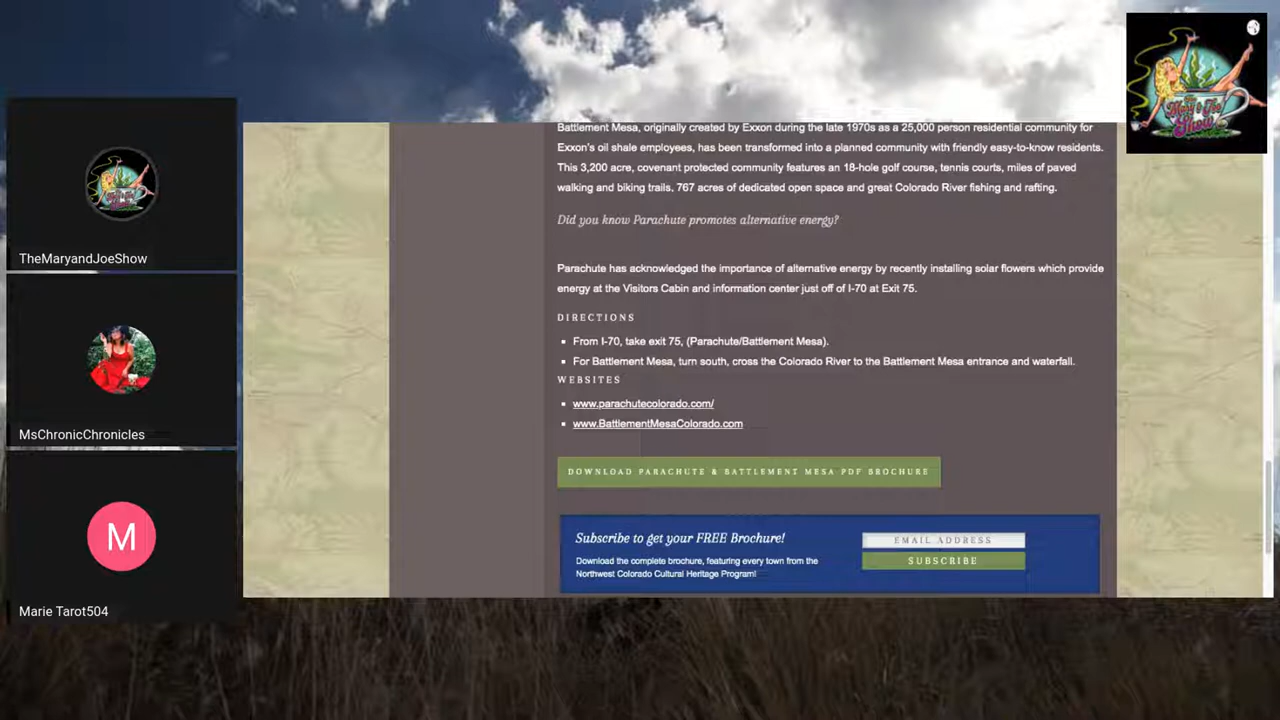 TheMaryandJoeShow
MsChronicChronicles
M
Marie Tarot504
Battlement Mesa, originally created by Exxon during the late 1970s as a 25,000 person residential community for
Exxon's oil shale employees, has been transformed into a planned community with friendly easy-to-know residents.
This 3,200 acre, covenant protected community features an 18-hole golf course, tennis courts, miles of paved
walking and biking trails, 767 acres of dedicated open space and great Colorado River fishing and rafting.
Did you know Parachute promotes alternative energy?
Parachute has acknowledged the importance of alternative energy by recently installing solar flowers which provide
energy at the Visitors Cabin and information center just off of I-70 at Exit 75.
DIRECTIONS
From I-70, take exit 75, (Parachute/Battlement Mesa).
For Battlement Mesa, turn south, cross the Colorado River to the Battlement Mesa entrance and waterfall.
WEBSITES
www.parachutecolorado.com/
www.BattlementMesaColorado.com
DOWNLOAD PARACHUTE & BATTLEMENT MESA PDF BROCHURE
Subscribe to get your FREE Brochure!
Download the complete brochure, featuring every town from the
Northwest Colorado Cultural Heritage Program!
EMAIL ADDRESS
SUBSCRIBE
The
Mary & Joe
Show